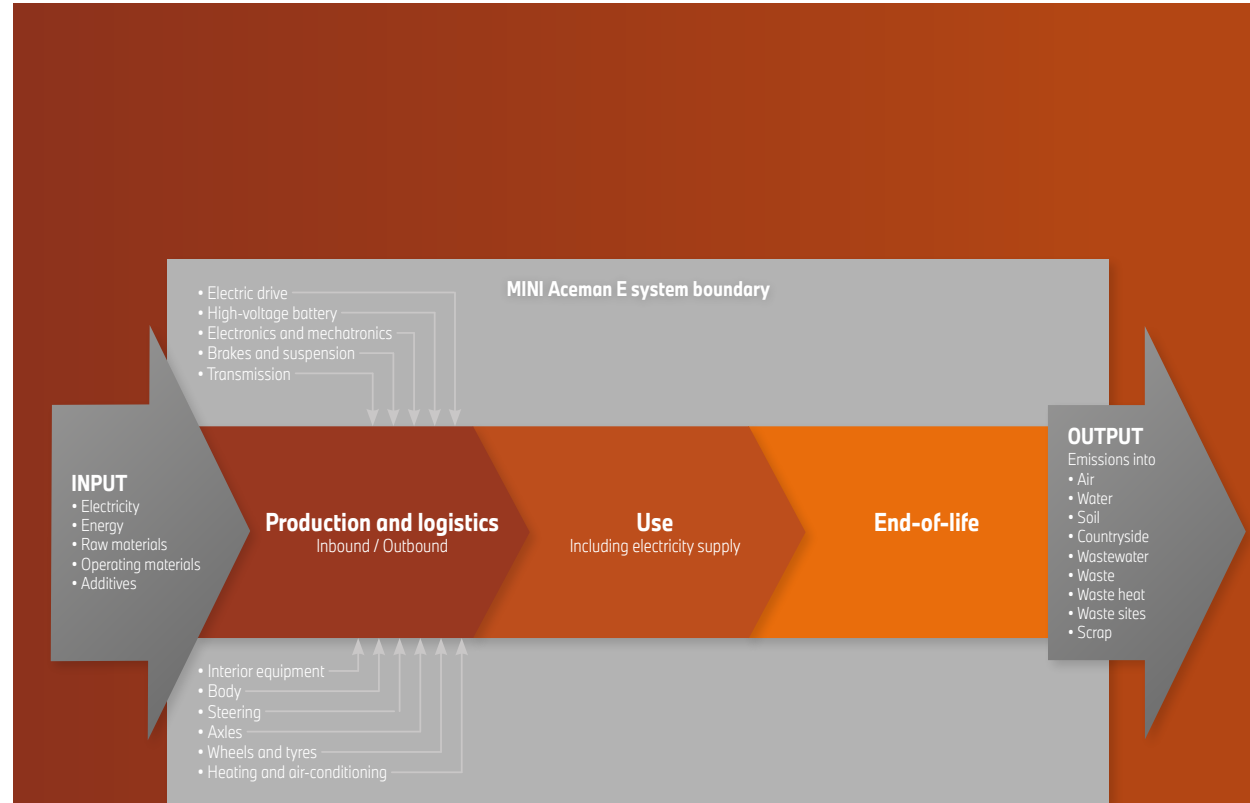 MINI Aceman E system boundary
• Electric drive
• High-voltage battery
• Electronics and mechatronics
• Brakes and suspension
• Transmission
INPUT
• Electricity
• Energy
• Raw materials
• Operating materials
• Additives
Production and logistics
Inbound / Outbound
Use
Including electricity supply
End-of-life
OUTPUT
Emissions into
• Air
• Water
• Soil
• Countryside
• Wastewater
• Waste
• Waste heat
• Waste sites
• Scrap
• Interior equipment
• Body
• Steering
• Axles
• Wheels and tyres
• Heating and air-conditioning